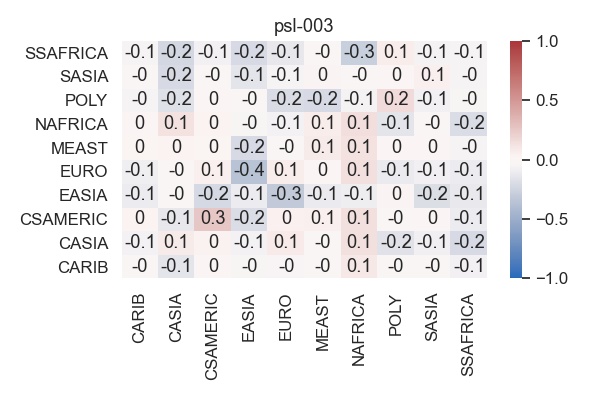 psl-003
SSAFRICA -0.1 -0.2 -0.1 -0.2 -0.1 -0 -0.3 0.1 -0.1 -0.1
SASIA -0 -0.2 -0 -0.1 -0.1 0 -0 0 0.1 -0
POLY -0 -0.2 0 -0 -0.2 -0.2 -0.1 0.2 -0.1 -0
NAFRICA 0 0.1 0 -0 -0.1 0.1 0.1 -0.1 -0 -0.2
MEAST 0 0 0 -0.2 -0 0.1 0.1 0 0 -0
EURO -0.1 -0 0.1 -0.4 0.1 0 0.1 -0.1 -0.1 -0.1
EASIA -0.1 -0 -0.2 -0.1 -0.3 -0.1 -0.1 0 -0.2 -0.1
CSAMERIC 0 -0.1 0.3 -0.2 0 0.1 0.1 -0 0 -0.1
CASIA -0.1 0.1 0 -0.1 0.1 -0 0.1 -0.2 -0.1 -0.2
CARIB -0 -0.1 0 -0 -0 -0 0.1 -0 -0 -0.1
CARIB CASIA CSAMERIC EASIA EURO MEAST NAFRICA POLY SASIA SSAFRICA
1.0
0.5
0.0
−0.5
−1.0